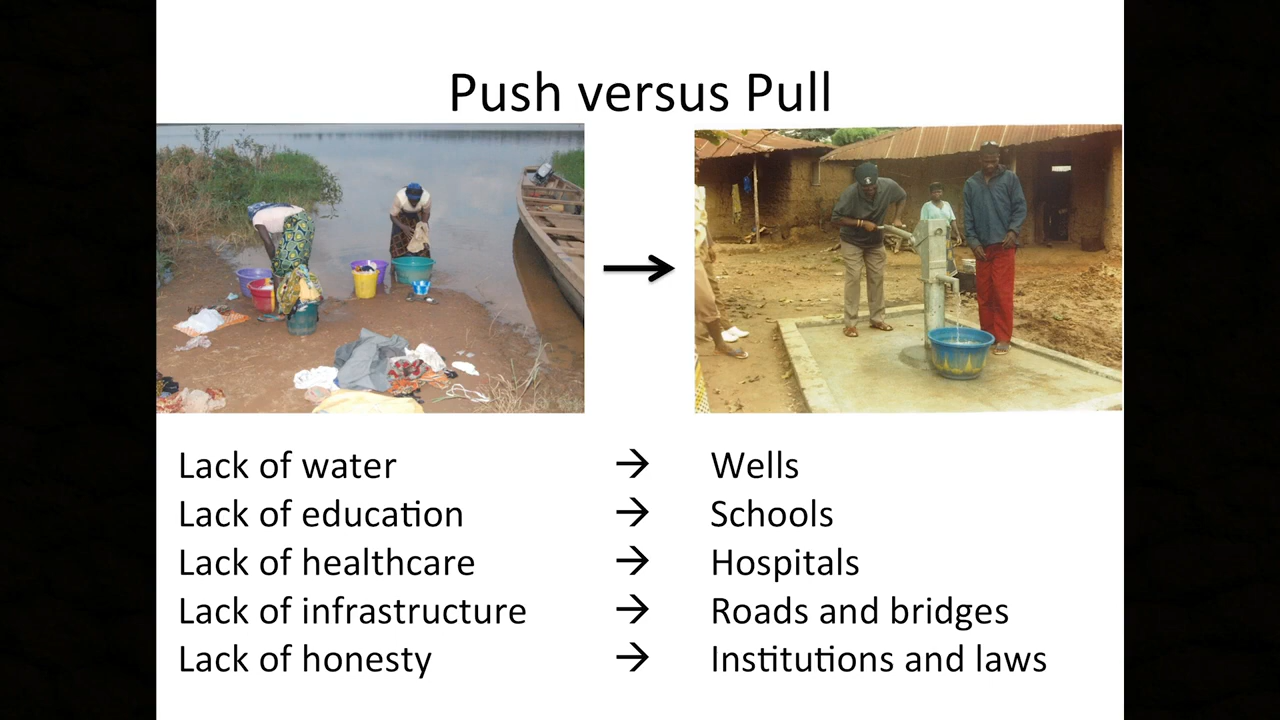 Push versus Pull
Lack of water → Wells
Lack of education → Schools
Lack of healthcare → Hospitals
Lack of infrastructure → Roads and bridges
Lack of honesty → Institutions and laws